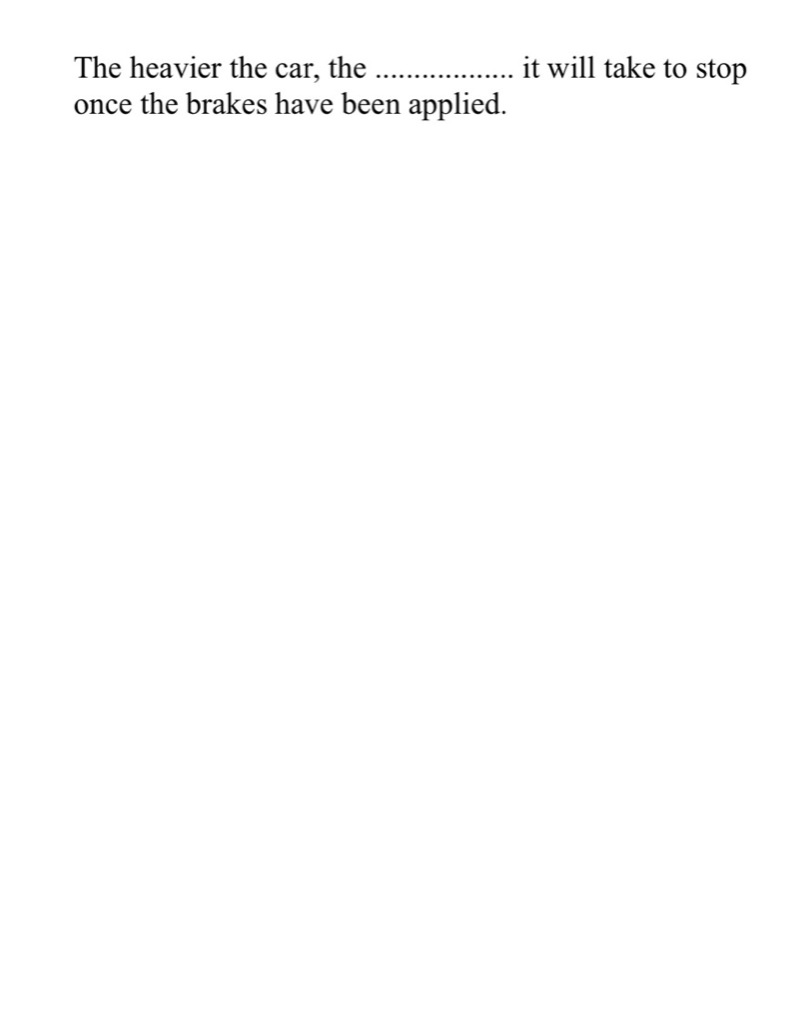 The heavier the car, the .................. it will take to stop
once the brakes have been applied.